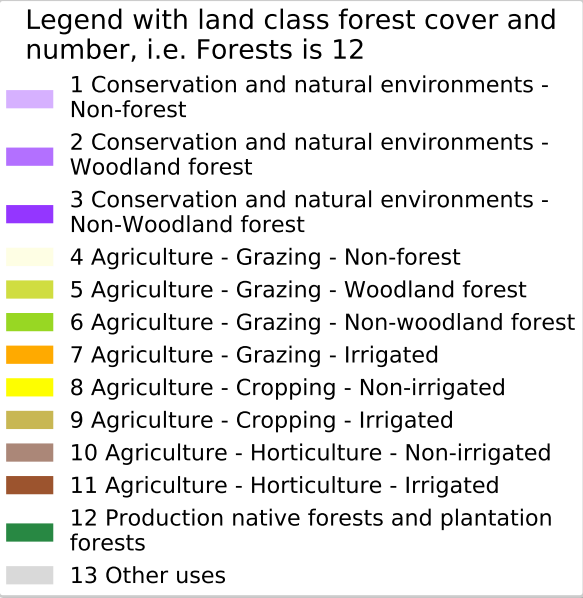 Legend with land class forest cover and
number, i.e. Forests is 12
1 Conservation and natural environments -
Non-forest
2 Conservation and natural environments -
Woodland forest
3 Conservation and natural environments -
Non-Woodland forest
4 Agriculture - Grazing - Non-forest
5 Agriculture - Grazing - Woodland forest
6 Agriculture - Grazing - Non-woodland forest
7 Agriculture - Grazing - Irrigated
8 Agriculture - Cropping - Non-irrigated
9 Agriculture - Cropping - Irrigated
10 Agriculture - Horticulture - Non-irrigated
11 Agriculture - Horticulture - Irrigated
12 Production native forests and plantation
forests
13 Other uses